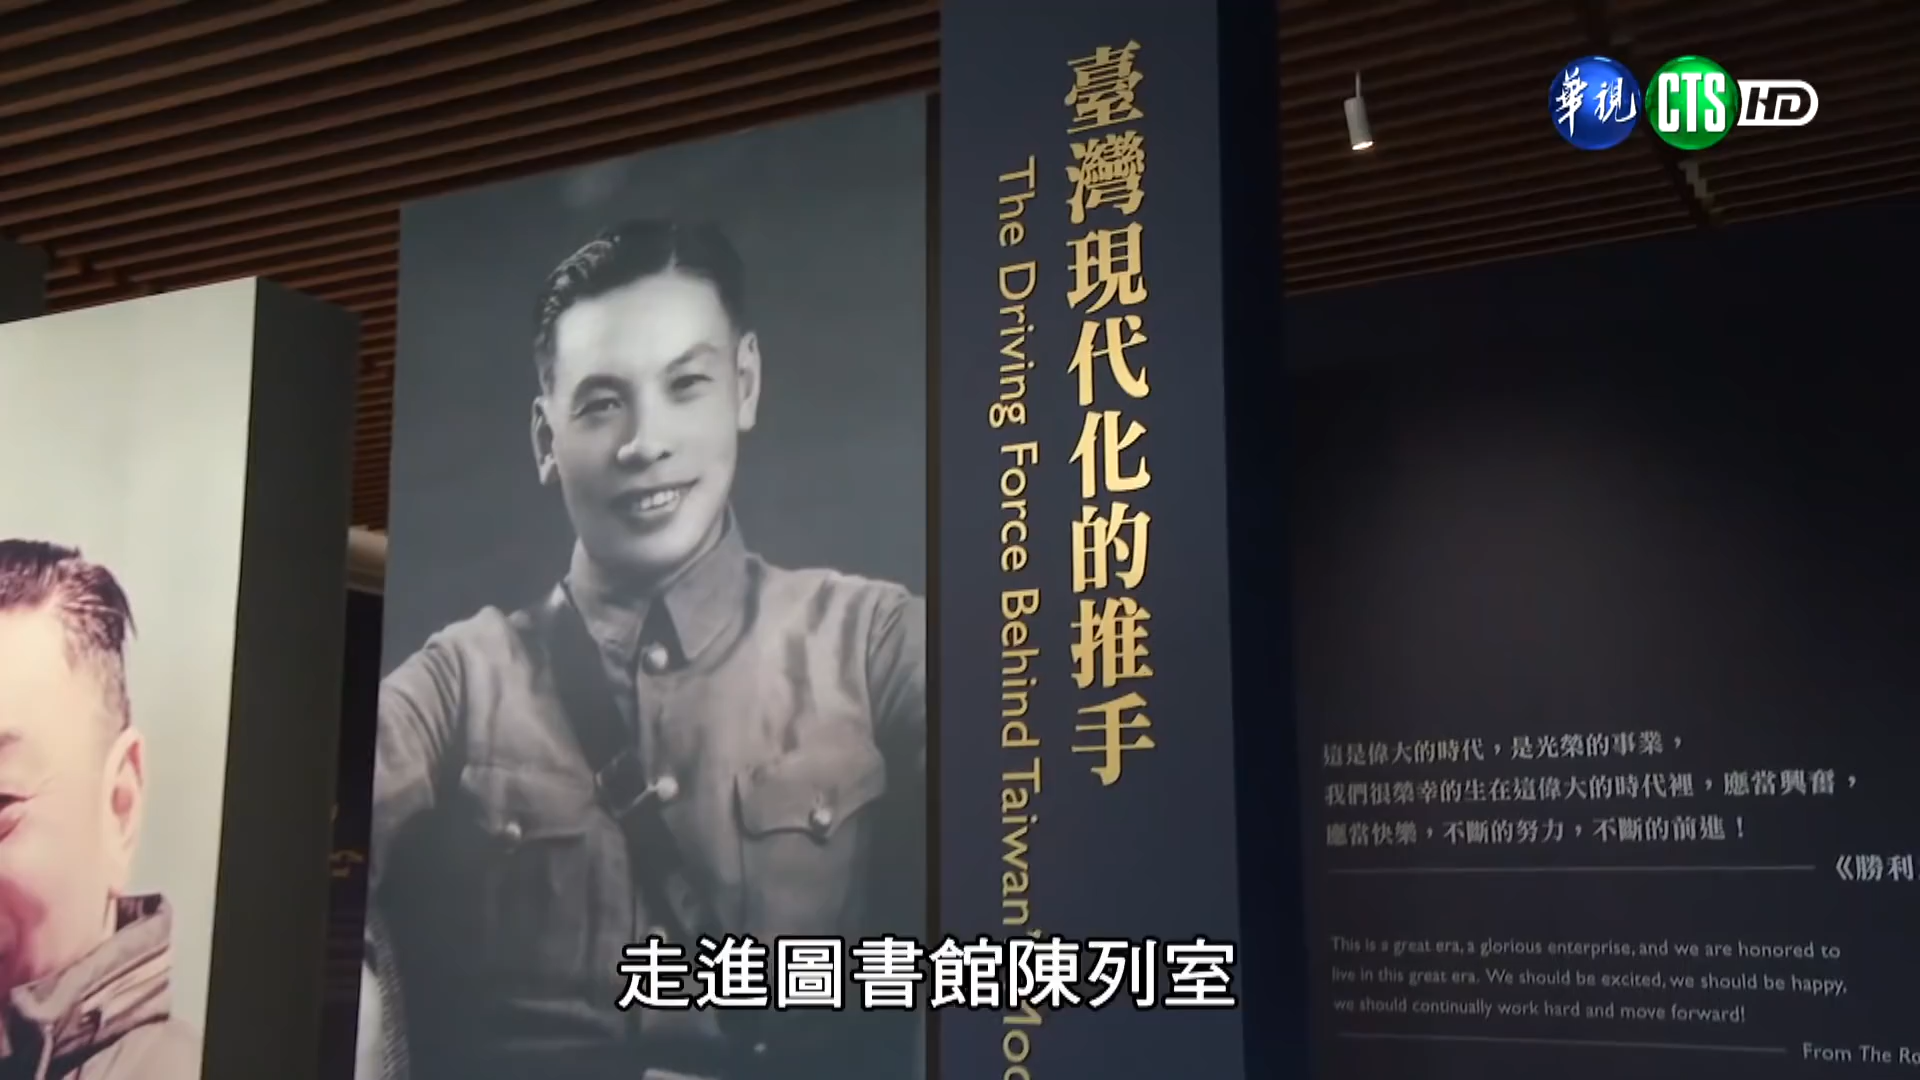 華視
CTS
HD
臺灣現代化的推手
The Driving Force Behind Taiwan's
這是偉大的時代，是光榮的事業，
我們很榮幸的生在這偉大的時代裡，應當興奮，
應當快樂，不斷的努力，不斷的前進！
《勝利
This is a great era, a glorious enterprise, and we are honored to
live in this great era. We should be excited, we should be happy,
we should continually work hard and move forward!
From The
走進圖書館陳列室